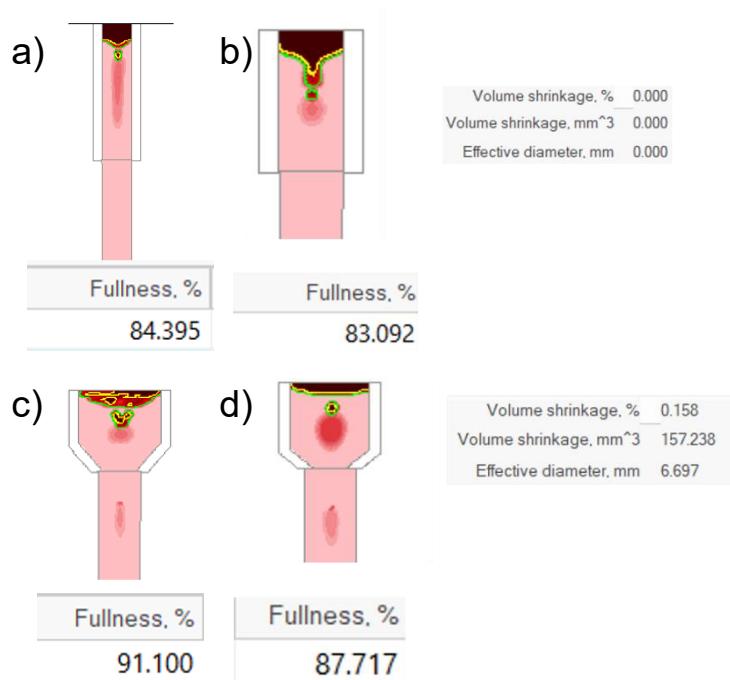 a)
b)
Volume shrinkage, % 0.000
Volume shrinkage, mm^3 0.000
Effective diameter, mm 0.000
Fullness, %
84.395
Fullness, %
83.092
c)
d)
Volume shrinkage, % 0.158
Volume shrinkage, mm^3 157.238
Effective diameter, mm 6.697
Fullness, %
91.100
Fullness, %
87.717